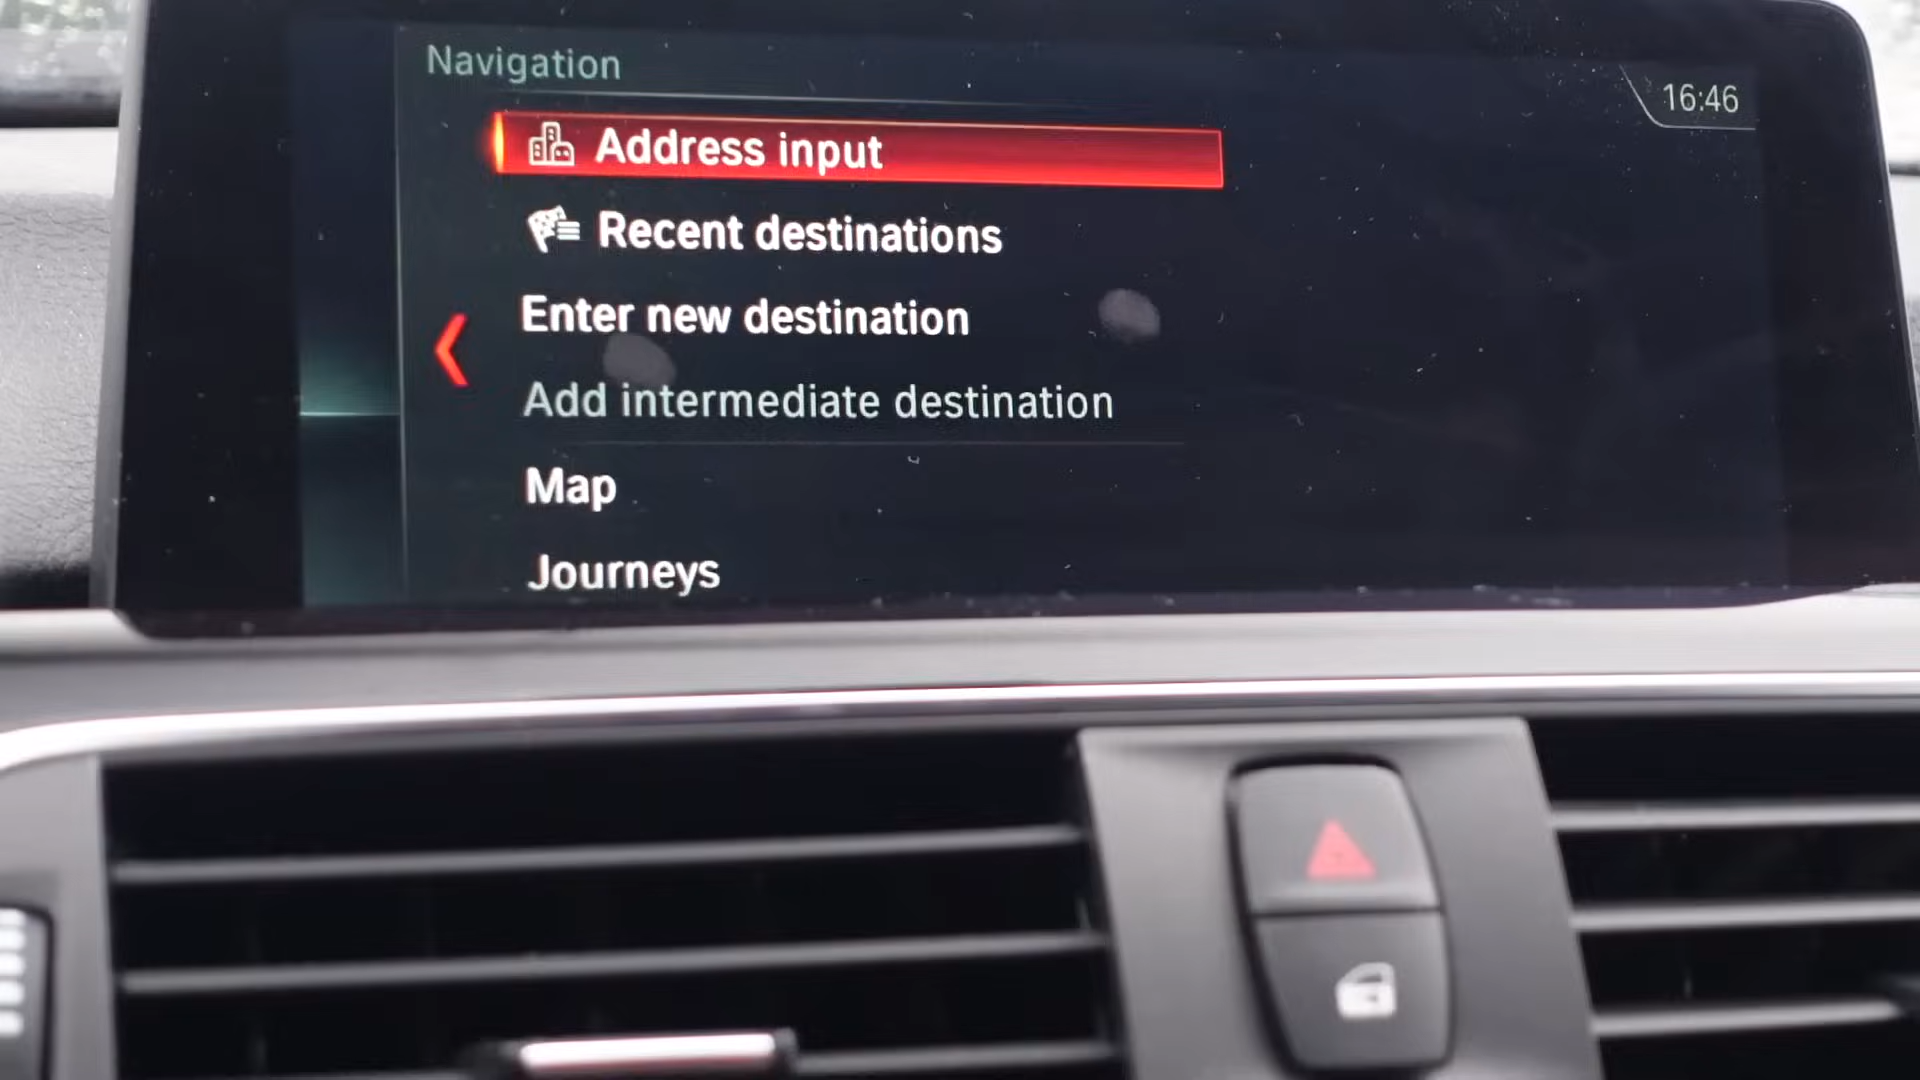 Navigation
16:46
Address input
Recent destinations
Enter new destination
Add intermediate destination
Map
Journeys